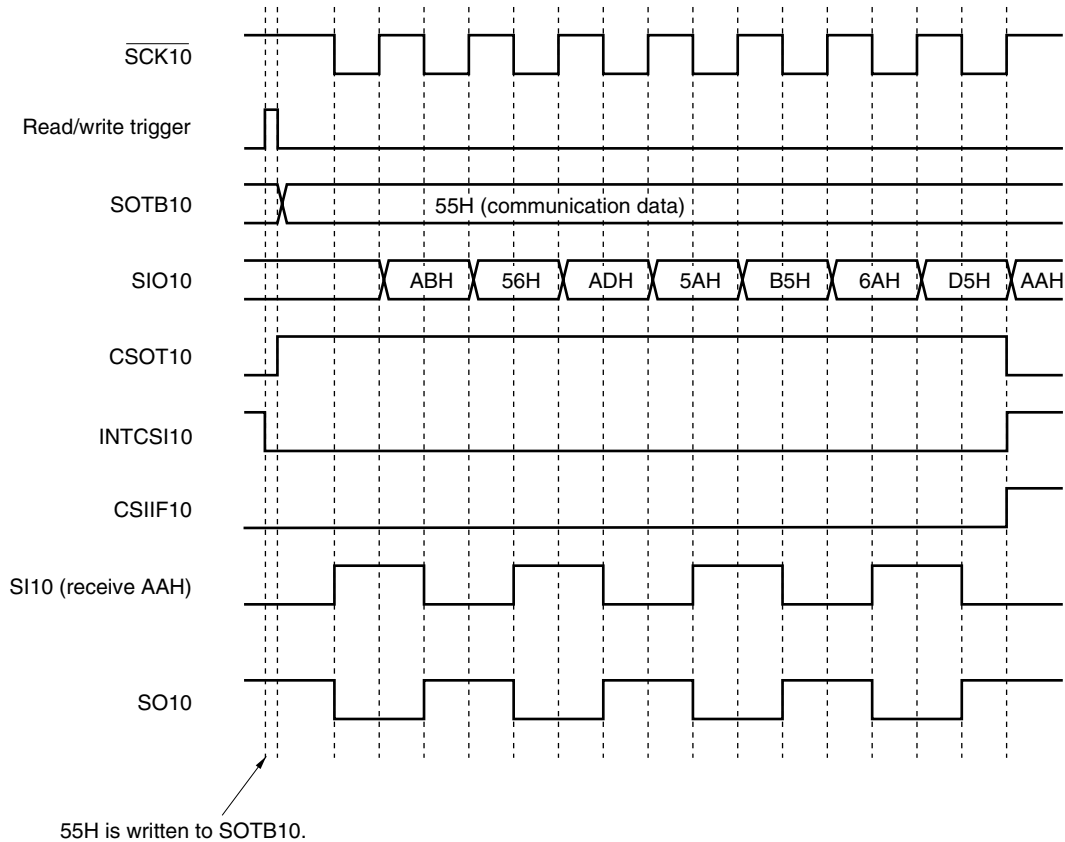 SCK10
Read/write trigger
SOTB10
55H (communication data)
SIO10
ABH 56H ADH 5AH B5H 6AH D5H AAH
CSOT10
INTCSI10
CSIIF10
SI10 (receive AAH)
SO10
55H is written to SOTB10.